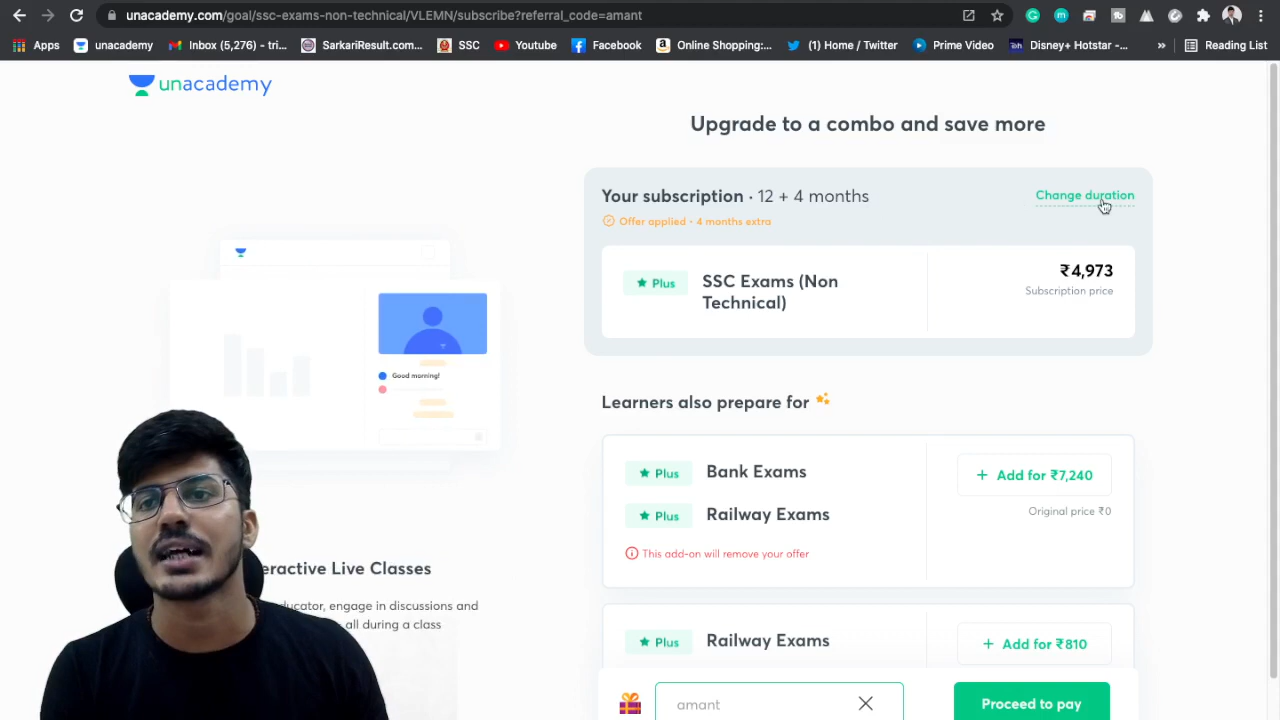 unacademy.com/goal/ssc-exams-non-technical/VLEMN/subscribe?referral_code=amant
Apps unacademy Inbox (5,276) - tri... SarkariResult.com... SSC Youtube Facebook Online Shopping:... (1) Home / Twitter Prime Video Disney+ Hotstar -... » Reading List
unacademy
Upgrade to a combo and save more
Your subscription · 12 + 4 months Change duration
Offer applied - 4 months extra
Plus SSC Exams (Non Technical)
₹4,973
Subscription price
Good morning!
Learners also prepare for
Plus Bank Exams + Add for ₹7,240
Plus Railway Exams Original price ₹0
This add-on will remove your offer
eractive Live Classes
ducator, engage in discussions and
all during a class
Plus Railway Exams + Add for ₹810
amant Proceed to pay